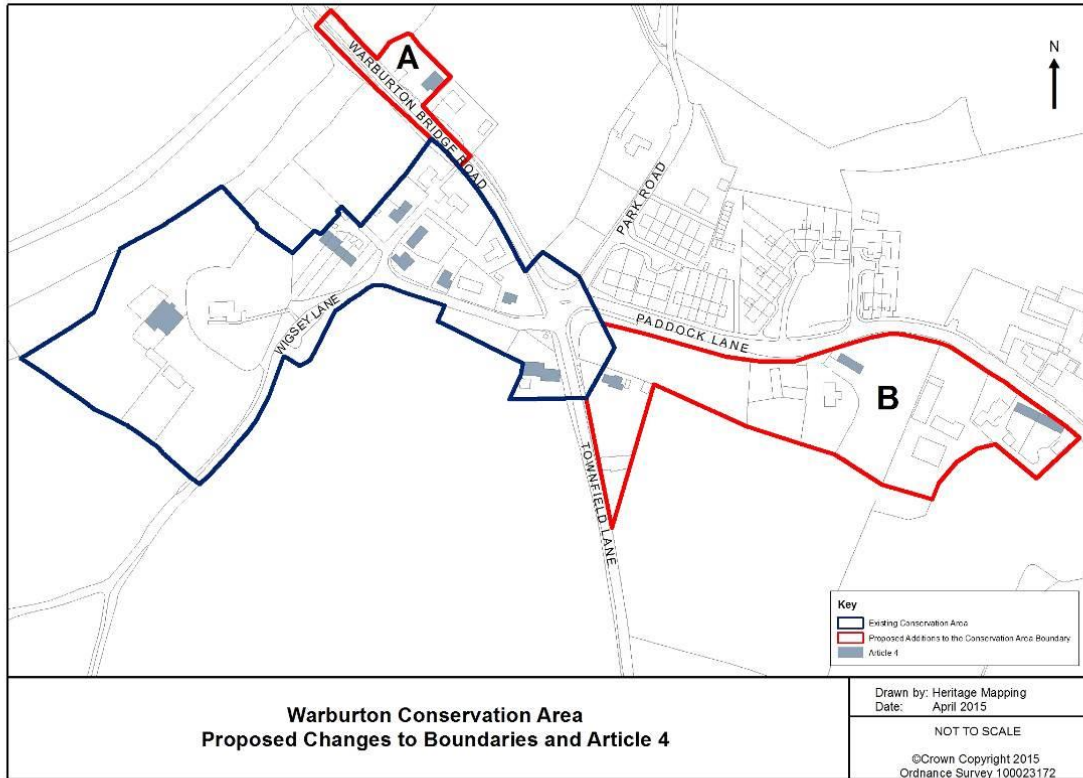 A
N
WARBURTON BRIDGE ROAD
PARK ROAD
WIGSEY LANE
PADDOCK LANE
B
TOWNFIELD LANE
Key
Existing Conservation Area
Proposed Additions to the Conservation Area Boundary
Article 4
Warburton Conservation Area
Proposed Changes to Boundaries and Article 4
Drawn by: Heritage Mapping
Date: April 2015
NOT TO SCALE
©Crown Copyright 2015
Ordnance Survey 100023172